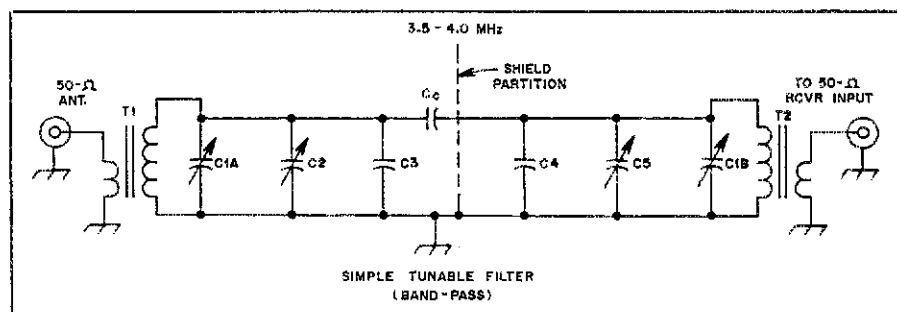 3.5 - 4.0 MHz
50-Ω
ANT.
T1
SHIELD
PARTITION
Cc
TO 50-Ω
RCVR INPUT
T2
C1A
C2
C3
C4
C5
C1B
SIMPLE TUNABLE FILTER
(BAND-PASS)